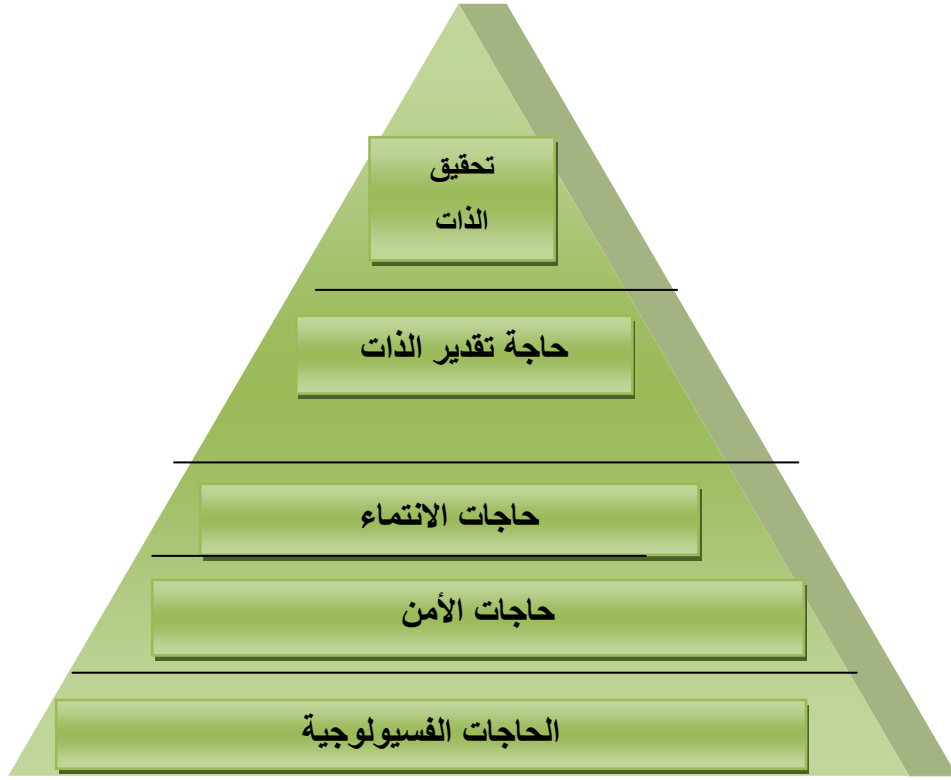 تحقيق
الذات
حاجة تقدير الذات
حاجات الانتماء
حاجات الأمن
الحاجات الفسيولوجية